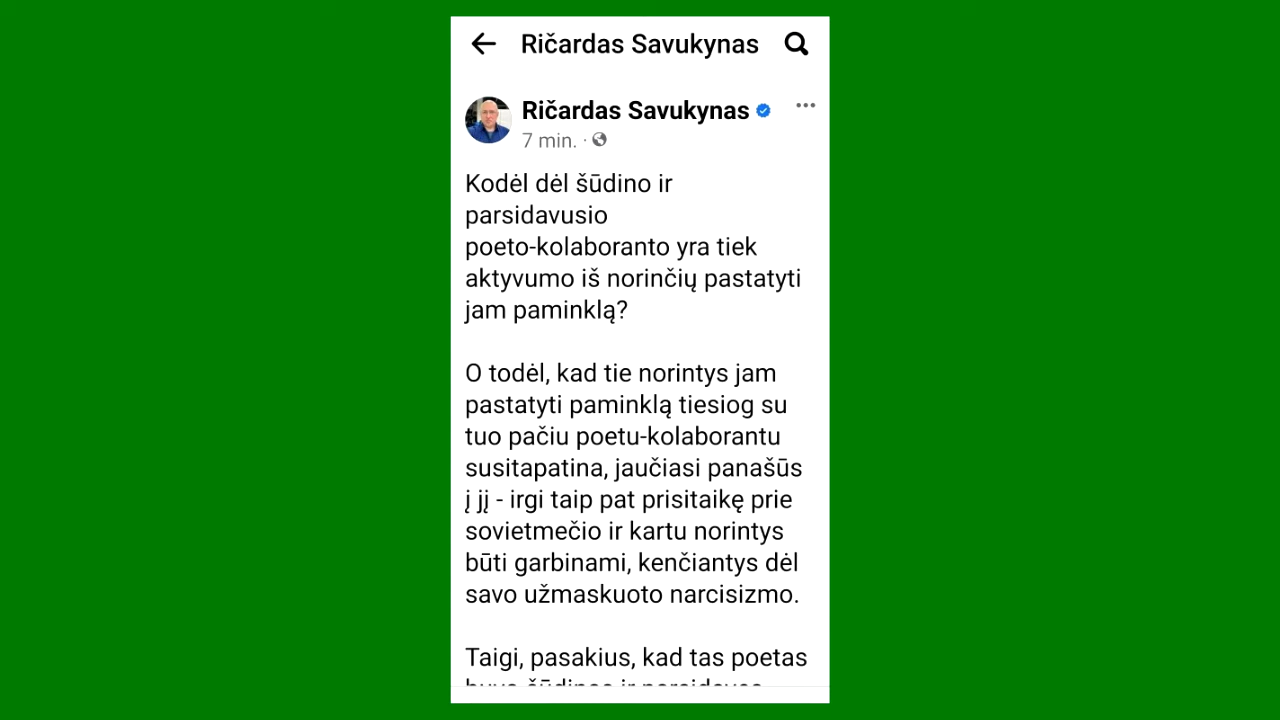 Ričardas Savukynas
Ričardas Savukynas
7 min. ·
Kodėl dėl šūdino ir
parsidavusio
poeto-kolaboranto yra tiek
aktyvumo iš norinčių pastatyti
jam paminklą?
O todėl, kad tie norintys jam
pastatyti paminklą tiesiog su
tuo pačiu poetu-kolaborantu
susitapatina, jaučiasi panašūs
į jį - irgi taip pat prisitaikę prie
sovietmečio ir kartu norintys
būti garbinami, kenčiantys dėl
savo užmaskuoto narcisizmo.
Taigi, pasakius, kad tas poetas